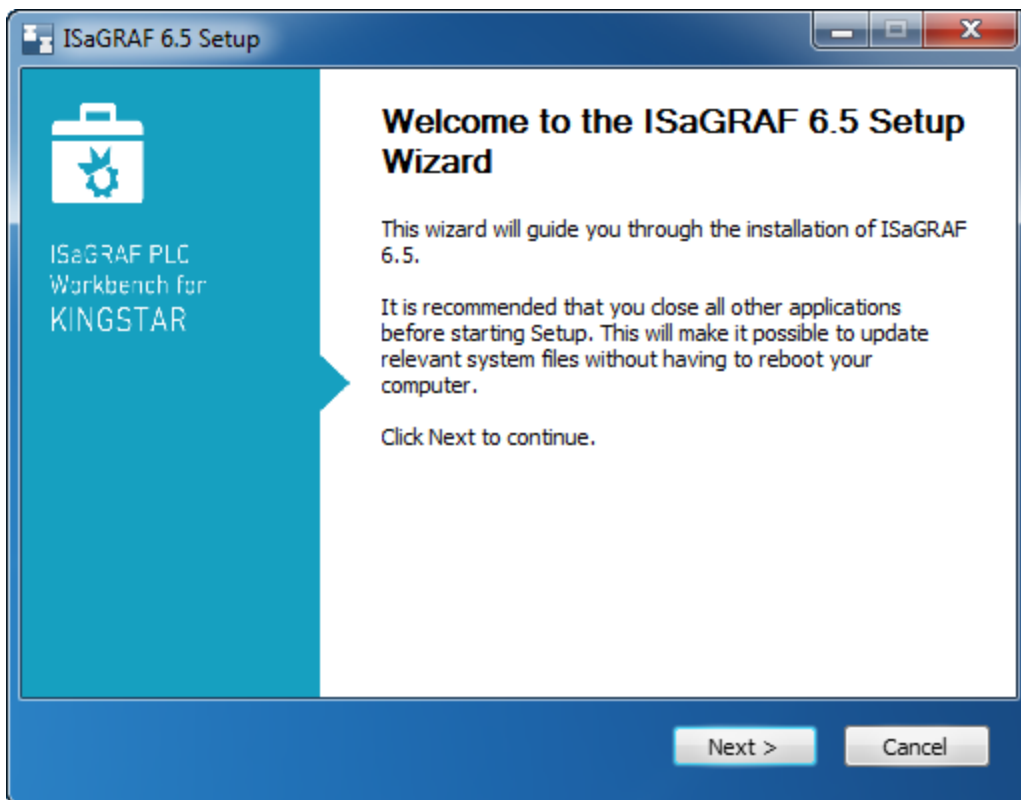 ISaGRAF 6.5 Setup
ISaGRAF PLC
Workbench for
KINGSTAR
Welcome to the ISaGRAF 6.5 Setup
Wizard
This wizard will guide you through the installation of ISaGRAF
6.5.
It is recommended that you close all other applications
before starting Setup. This will make it possible to update
relevant system files without having to reboot your
computer.
Click Next to continue.
Next >
Cancel